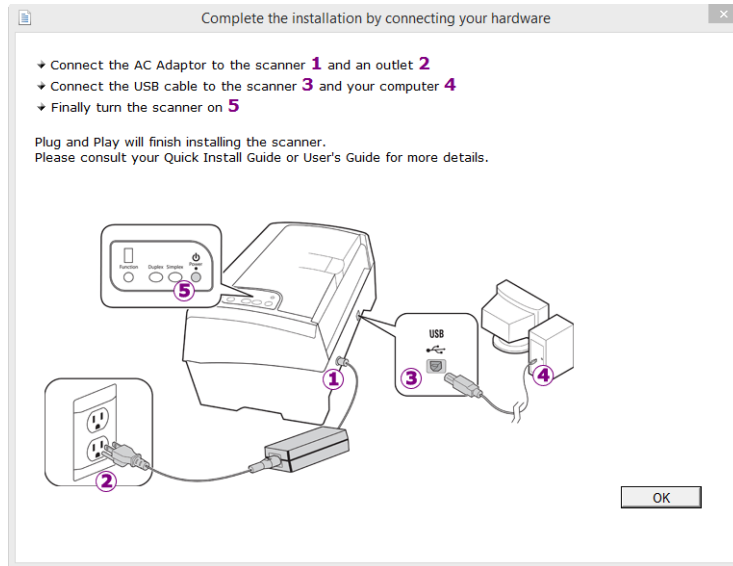 Complete the installation by connecting your hardware
Connect the AC Adaptor to the scanner 1 and an outlet 2
Connect the USB cable to the scanner 3 and your computer 4
Finally turn the scanner on 5
Plug and Play will finish installing the scanner.
Please consult your Quick Install Guide or User's Guide for more details.
Function Duplex Simplex Power
5
USB
1
3
4
2
OK